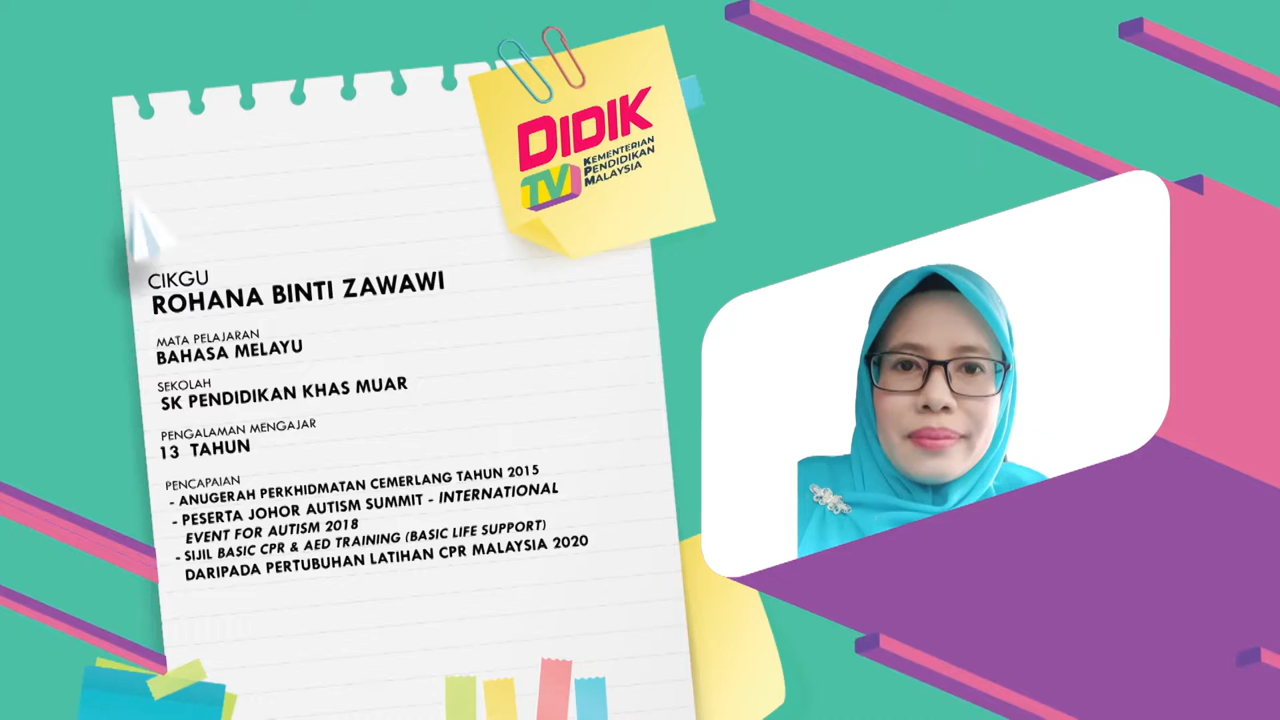 DIDIK
TV
KEMENTERIAN
PENDIDIKAN
MALAYSIA
CIKGU
ROHANA BINTI ZAWAWI
MATA PELAJARAN
BAHASA MELAYU
SEKOLAH
SK PENDIDIKAN KHAS MUAR
PENGALAMAN MENGAJAR
13 TAHUN
PENCAPAIAN
- ANUGERAH PERKHIDMATAN CEMERLANG TAHUN 2015
- PESERTA JOHOR AUTISM SUMMIT - INTERNATIONAL
EVENT FOR AUTISM 2018
- SIJIL BASIC CPR & AED TRAINING (BASIC LIFE SUPPORT)
DARIPADA PERTUBUHAN LATIHAN CPR MALAYSIA 2020